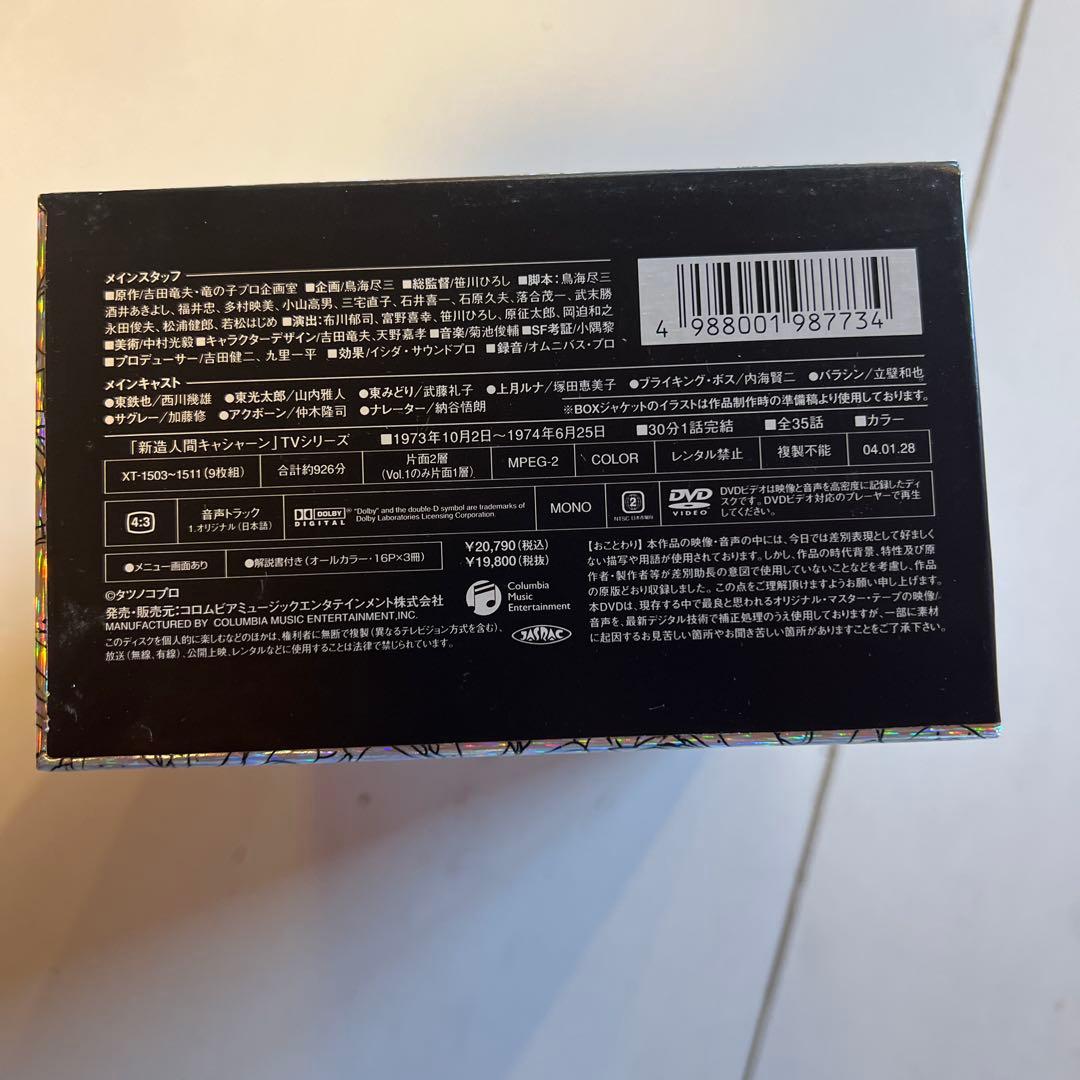 メインスタッフ
■原作/吉田竜夫・竜の子プロ企画室 ■企画/鳥海尽三 ■総監督/笹川ひろし ■脚本:鳥海尽三
酒井あきよし、福井忠、多村映美、小山高男、三宅直子、石井喜一、石原久夫、落合茂一、武末勝
永田俊夫、松浦健郎、若松はじめ ■演出:布川郁司、富野喜幸、笹川ひろし、原征太郎、岡迫和之
■美術/中村光毅 ■キャラクターデザイン/吉田竜夫、天野嘉孝 ■音楽/菊池俊輔 ■SF考証/小隅黎
■プロデューサー/吉田健二、九里一平 ■効果/イシダ・サウンドプロ ■録音/オムニバス・プロ
4 988001 987734
メインキャスト
●東鉄也/西川幾雄 ●東光太郎/山内雅人 ●東みどり/武藤礼子 ●上月ルナ/塚田恵美子 ●ブライキング・ボス/内海賢二 ●バラシン/立壁和也
●サグレー/加藤修 ●アクボーン/仲木隆司 ●ナレーター/納谷悟朗
※BOXジャケットのイラストは作品制作時の準備稿より使用しております。
「新造人間キャシャーン」TVシリーズ ■1973年10月2日～1974年6月25日 ■30分1話完結 ■全35話 ■カラー
XT-1503~1511(9枚組) 合計約926分 片面2層 (Vol.1のみ片面1層) MPEG-2 COLOR レンタル禁止 複製不能 04.01.28
4:3 音声トラック 1.オリジナル(日本語)
DOLBY DIGITAL ® "Dolby" and the double-D symbol are trademarks of
Dolby Laboratories Licensing Corporation.
MONO
2 NTSC 日本市場向
DVD VIDEO
DVDビデオは映像と音声を高密度に記録したディ
スクです。DVDビデオ対応のプレーヤーで再生
してください。
●メニュー画面あり ●解説書付き(オールカラー・16P×3冊)
¥20,790(税込)
¥19,800(税抜)
©タツノコプロ
発売・販売元:コロムビアミュージックエンタテインメント株式会社
MANUFACTURED BY COLUMBIA MUSIC ENTERTAINMENT, INC.
このディスクを個人的に楽しむなどのほかは、権利者に無断で複製(異なるテレビジョン方式を含む)、
放送(無線、有線)、公開上映、レンタルなどに使用することは法律で禁じられています。
Columbia
Music
Entertainment
JASRAC
【おことわり】本作品の映像・音声の中には、今日では差別表現として好ましく
ない描写や用語が使用されております。しかし、作品の時代背景、特性及び原
作者・製作者等が差別助長の意図で使用していないことなどを考慮し、作品
の原版どおり収録しました。この点をご理解頂けますようお願い申し上げます。
本DVDは、現存する中で最良と思われるオリジナル・マスター・テープの映像/
音声を、最新デジタル技術で補正処理のうえ使用しておりますが、一部に素材
に起因するお見苦しい箇所やお聞き苦しい箇所がありますことをご了承下さい。